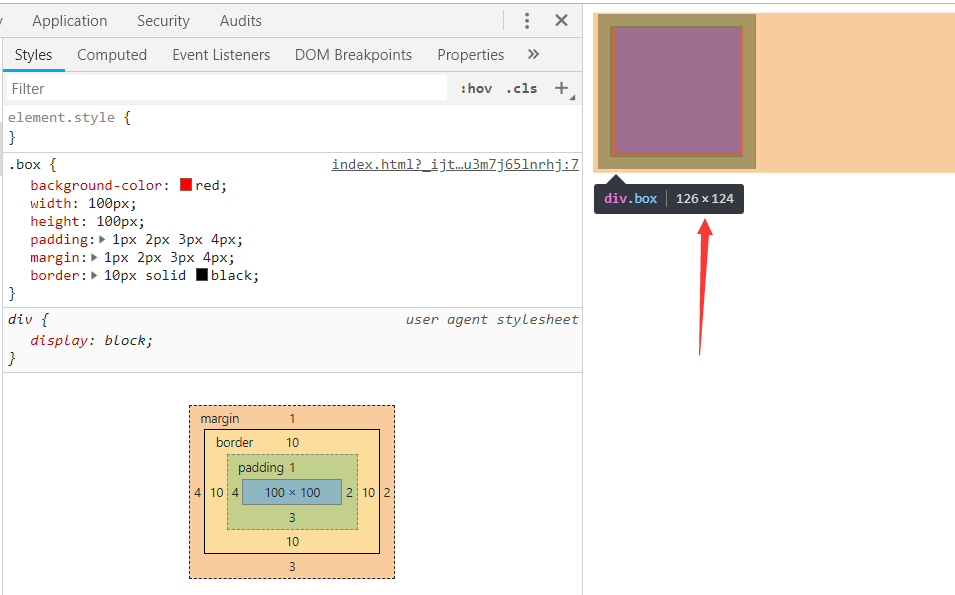 Application Security Audits
Styles Computed Event Listeners DOM Breakpoints Properties »
Filter :hov .cls +
element.style {
}
.box { index.html?_ijt…u3m7j65lnrhj:7
background-color: red;
width: 100px;
height: 100px;
padding: 1px 2px 3px 4px;
margin: 1px 2px 3px 4px;
border: 10px solid black;
}
div { user agent stylesheet
display: block;
}
margin 1
border 10
padding 1
4 10 4 100 × 100 2 10 2
3
10
3
div.box 126 × 124